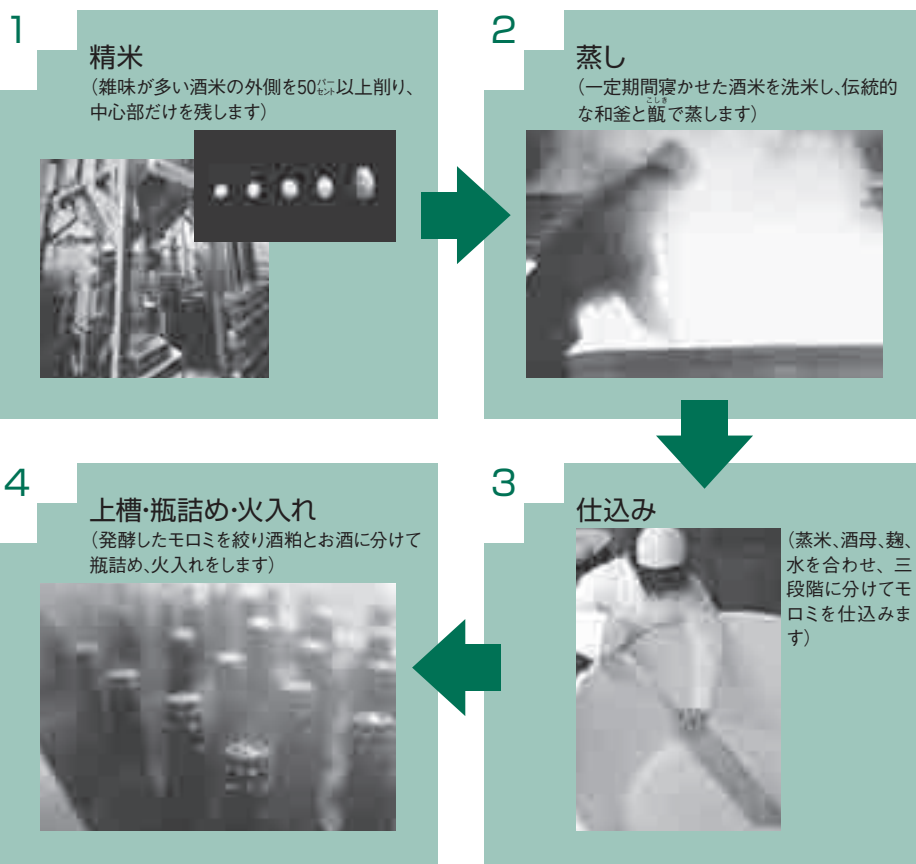 1
精米
（雑味が多い酒米の外側を50パーセント以上削り、
中心部だけを残します）
2
蒸し
（一定期間寝かせた酒米を洗米し、伝統的
な和釜と甑こしきで蒸します）
3
仕込み
（蒸米、酒母、麹、
水を合わせ、三
段階に分けてモ
ロミを仕込みま
す）
4
上槽・瓶詰め・火入れ
（発酵したモロミを絞り酒粕とお酒に分けて
瓶詰め、火入れをします）